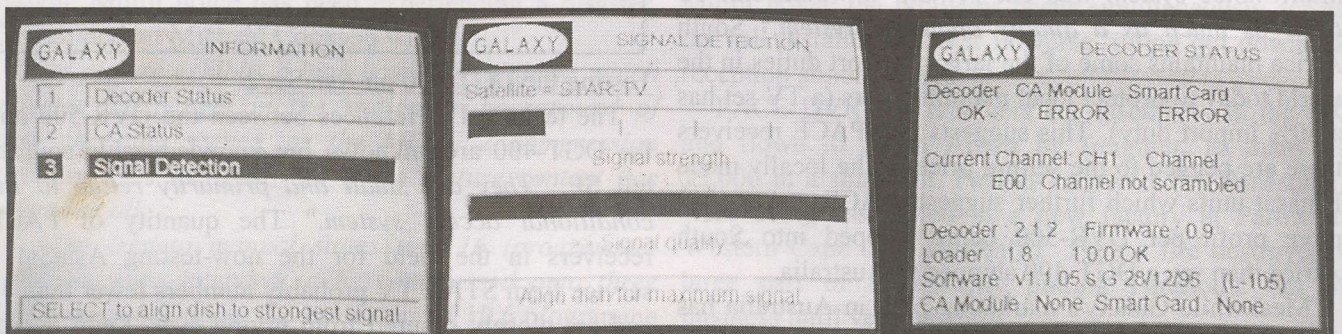 GALAXY INFORMATION
1 Decoder Status
2 CA Status
3 Signal Detection
SELECT to align dish to strongest signal
GALAXY SIGNAL DETECTION
Satellite = STAR-TV
Signal strength
Signal quality
Align dish for maximum signal
GALAXY DECODER STATUS
Decoder CA Module Smart Card
OK ERROR ERROR
Current Channel: CH1 Channel
E00 Channel not scrambled
Decoder : 2.1.2 Firmware : 0.9
Loader : 1.8 1.0.0 OK
Software : v1.1.05 s G 28/12/95 (L-105)
CA Module : None Smart Card : None